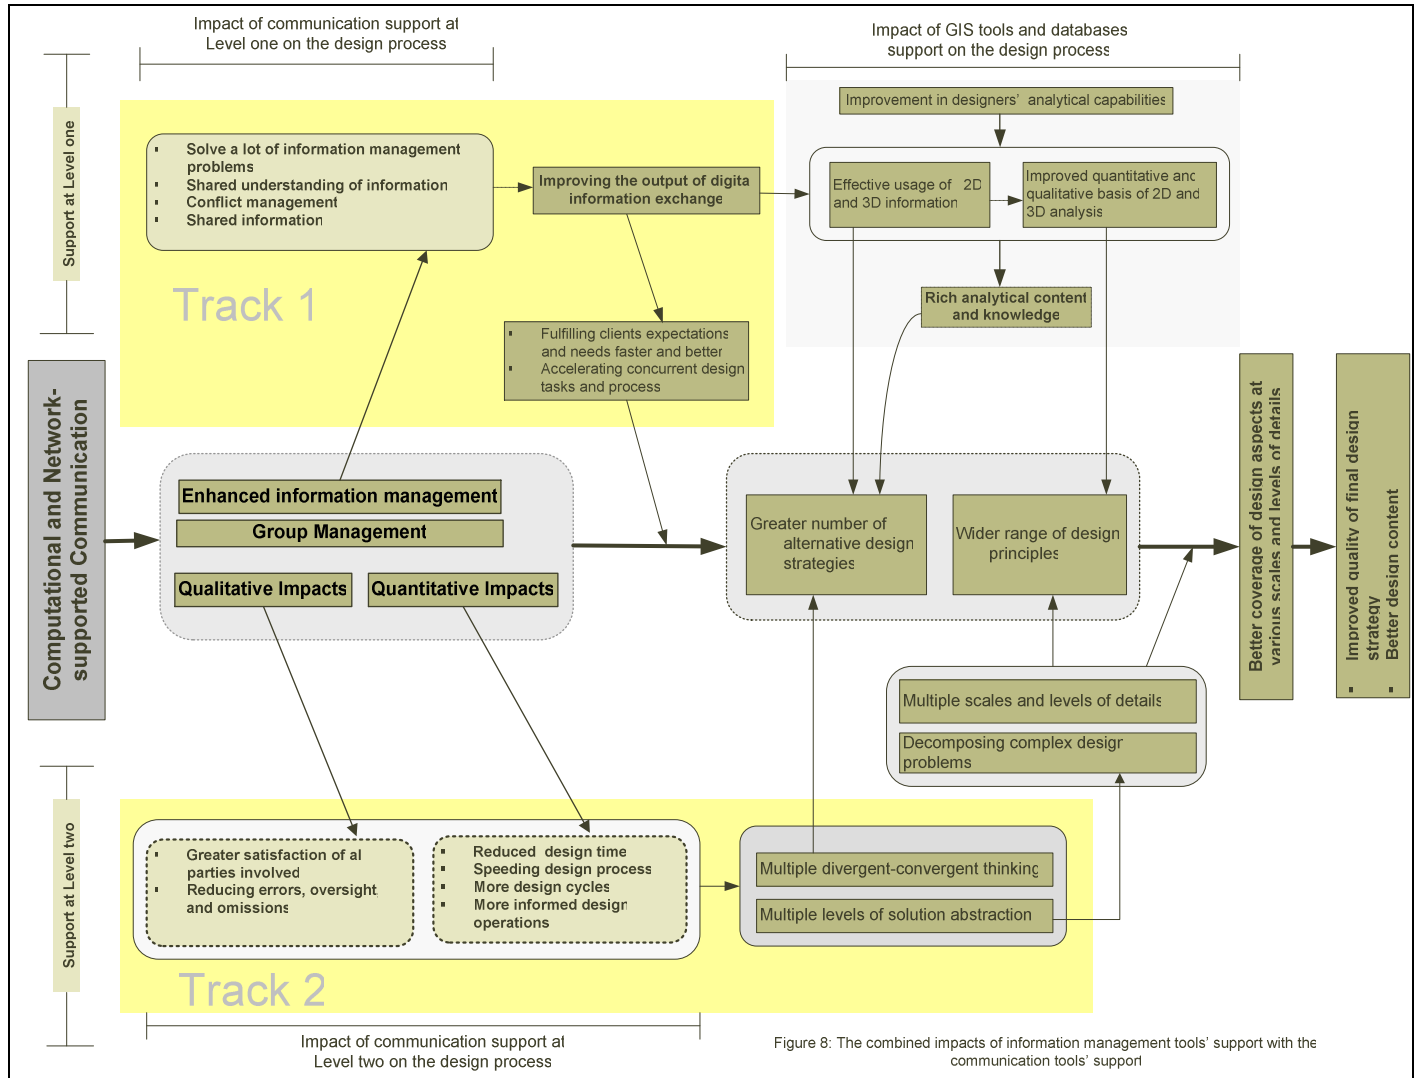 Impact of communication support at
Level one on the design process
Impact of GIS tools and databases
support on the design process
Support at Level one
▪ Solve a lot of information management
problems
▪ Shared understanding of information
▪ Conflict management
▪ Shared information
Improving the output of digita
information exchange
Track 1
▪ Fulfilling clients expectations
and needs faster and better
▪ Accelerating concurrent design
tasks and process
Improvement in designers' analytical capabilities
Effective usage of 2D
and 3D information
Improved quantitative and
qualitative basis of 2D and
3D analysis
Rich analytical content
and knowledge
Computational and Network-
supported Communication
Enhanced information management
Group Management
Qualitative Impacts
Quantitative Impacts
Greater number of
alternative design
strategies
Wider range of design
principles
Better coverage of design aspects at
various scales and levels of details
▪ Improved quality of final design
strategy
▪ Better design content
Multiple scales and levels of details
Decomposing complex design
problems
Support at Level two
▪ Greater satisfaction of al
parties involved
▪ Reducing errors, oversight,
and omissions
▪ Reduced design time
▪ Speeding design process
▪ More design cycles
▪ More informed design
operations
Multiple divergent-convergent thinking
Multiple levels of solution abstraction
Track 2
Impact of communication support at
Level two on the design process
Figure 8: The combined impacts of information management tools' support with the
communication tools' support